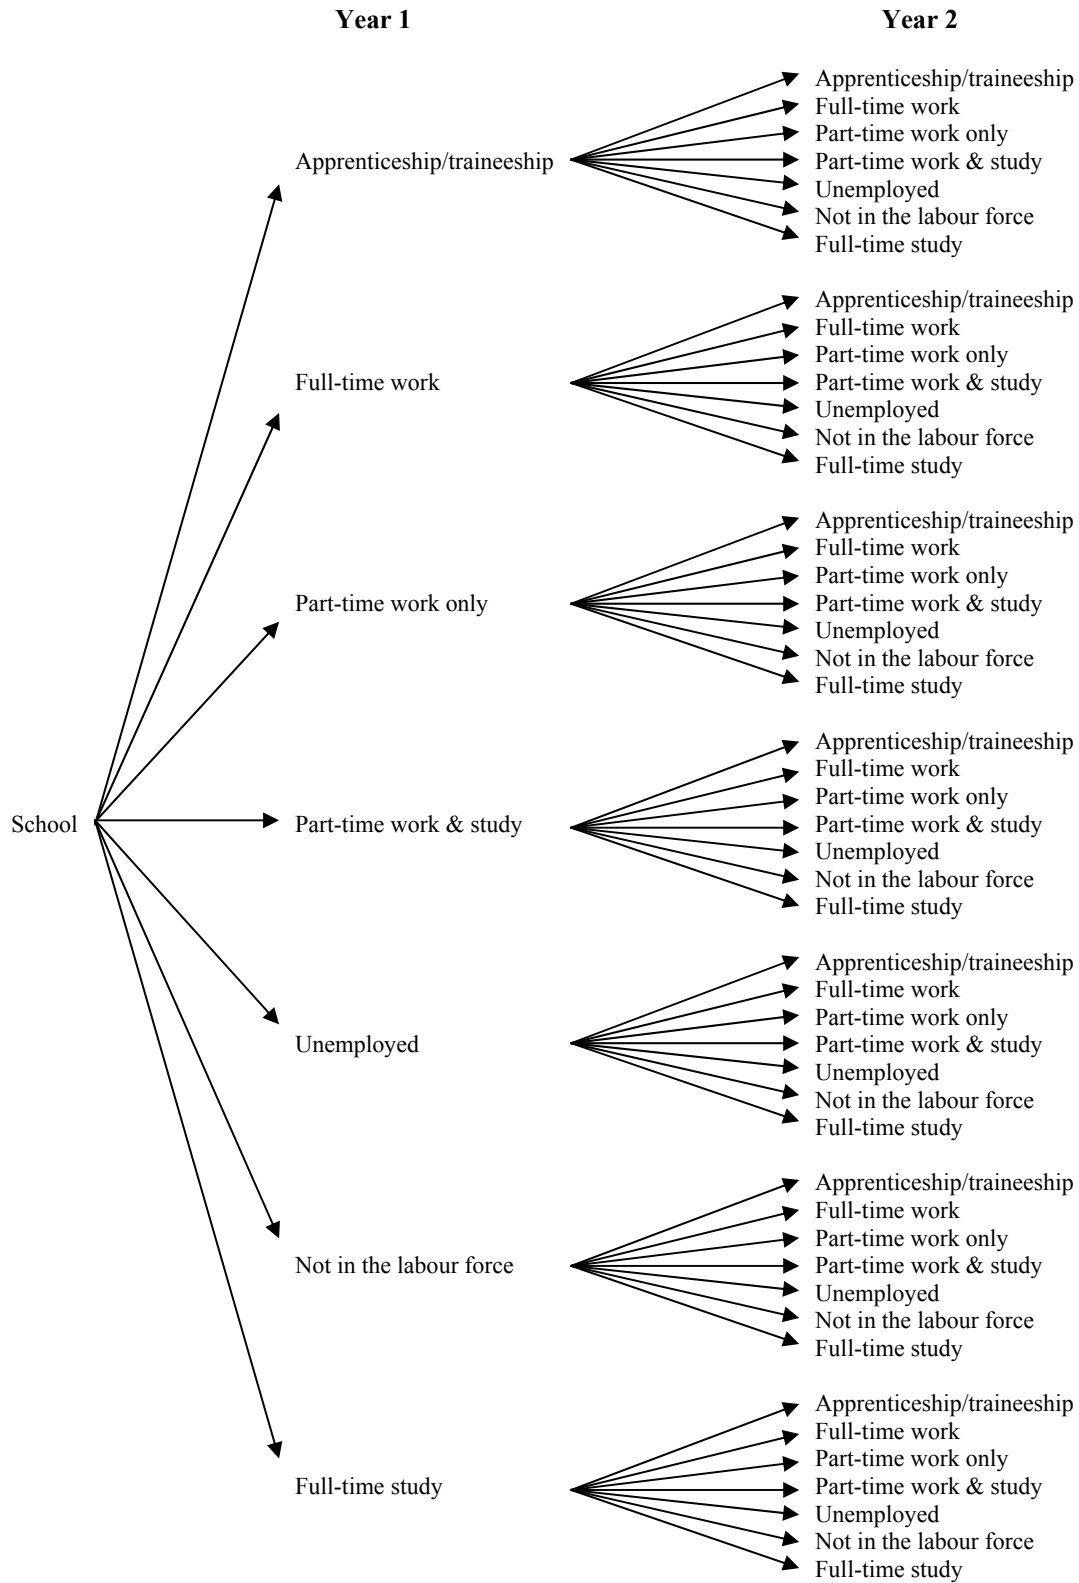 Year 1
Year 2
Apprenticeship/traineeship
Full-time work
Part-time work only
Apprenticeship/traineeship
Part-time work & study
Unemployed
Not in the labour force
Full-time study
Apprenticeship/traineeship
Full-time work
Part-time work only
Full-time work
Part-time work & study
Unemployed
Not in the labour force
Full-time study
Apprenticeship/traineeship
Full-time work
Part-time work only
Part-time work only
Part-time work & study
Unemployed
Not in the labour force
Full-time study
Apprenticeship/traineeship
Full-time work
Part-time work only
School
Part-time work & study
Part-time work & study
Unemployed
Not in the labour force
Full-time study
Apprenticeship/traineeship
Full-time work
Part-time work only
Unemployed
Part-time work & study
Unemployed
Not in the labour force
Full-time study
Apprenticeship/traineeship
Full-time work
Part-time work only
Not in the labour force
Part-time work & study
Unemployed
Not in the labour force
Full-time study
Apprenticeship/traineeship
Full-time work
Part-time work only
Full-time study
Part-time work & study
Unemployed
Not in the labour force
Full-time study